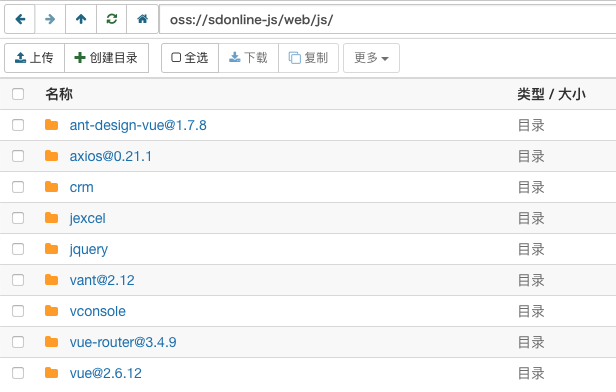 oss://sdonline-js/web/js/
上传 创建目录 全选 下载 复制 更多
名称 类型 / 大小
ant-design-vue@1.7.8 目录
axios@0.21.1 目录
crm 目录
jexcel 目录
jquery 目录
vant@2.12 目录
vconsole 目录
vue-router@3.4.9 目录
vue@2.6.12 目录